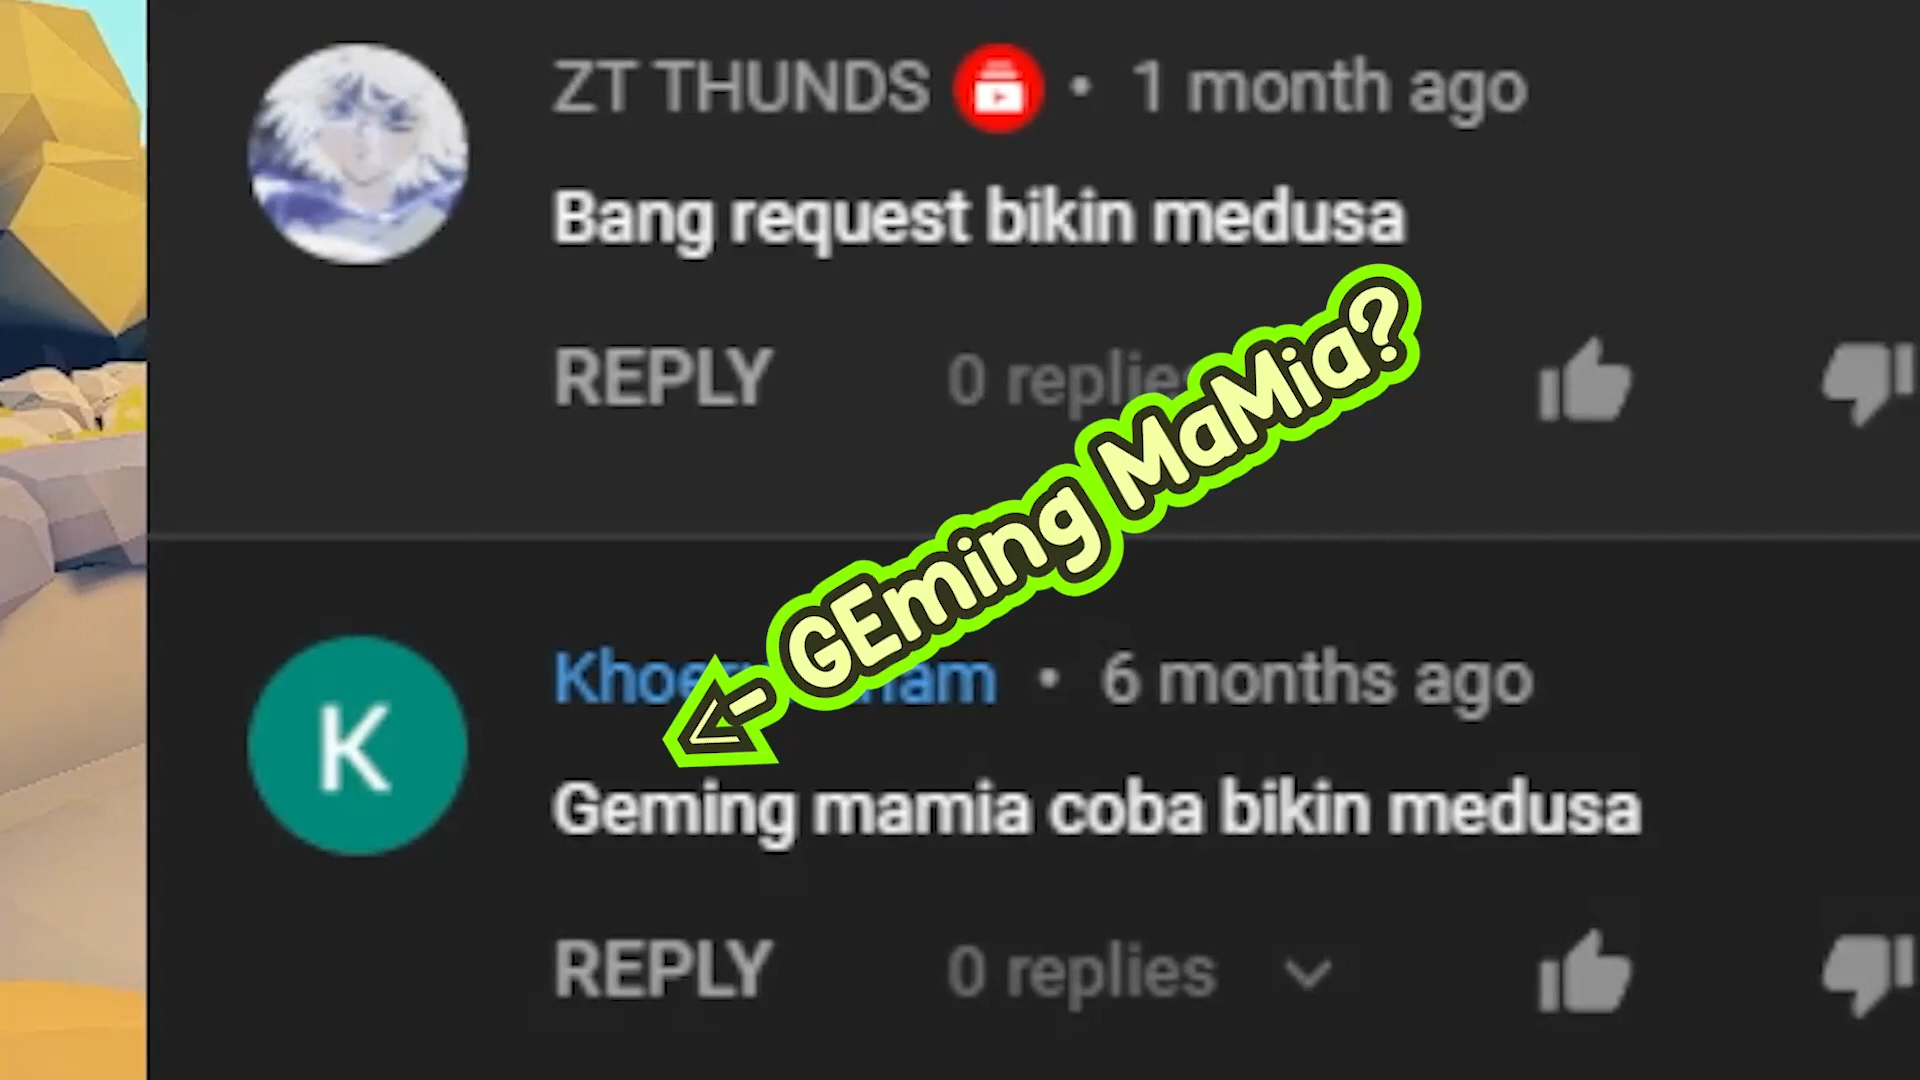 ZT THUNDS • 1 month ago
Bang request bikin medusa
REPLY 0 replies
GEming MaMia?
K
• 6 months ago
Geming mamia coba bikin medusa
REPLY 0 replies